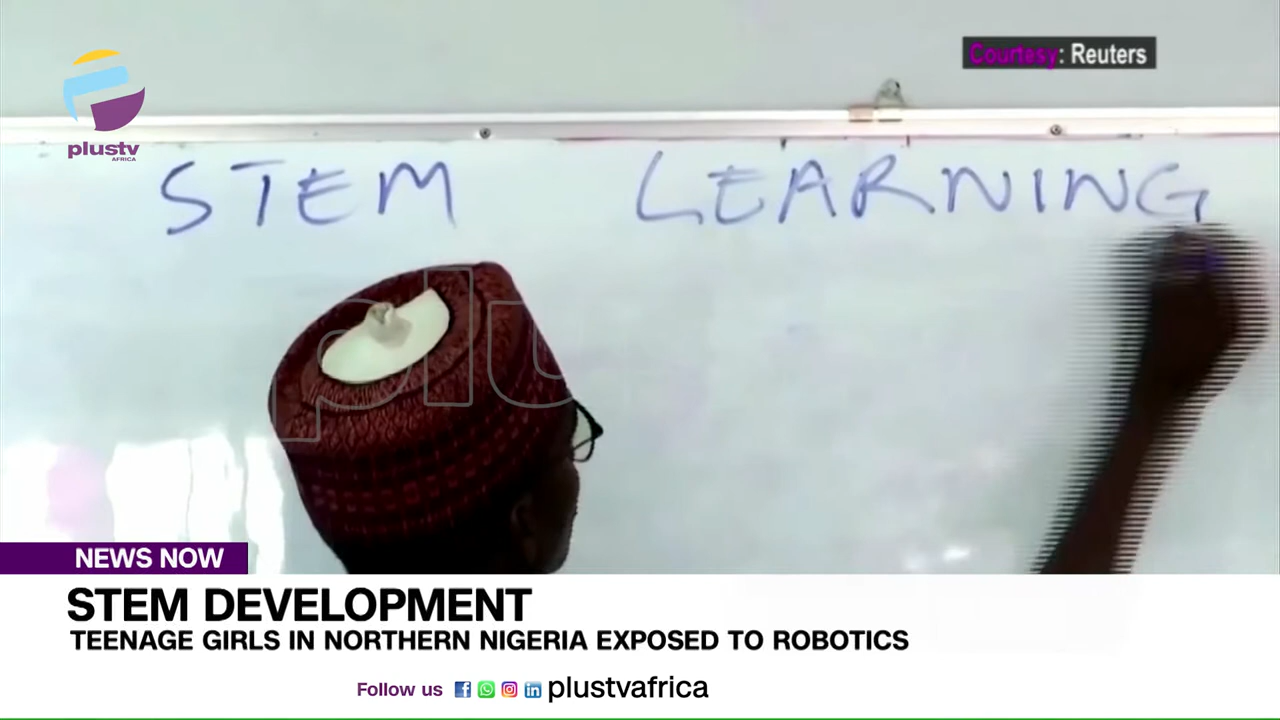 Courtesy: Reuters
plustv
AFRICA
STEM LEARNING
plu
NEWS NOW
STEM DEVELOPMENT
TEENAGE GIRLS IN NORTHERN NIGERIA EXPOSED TO ROBOTICS
Follow us plustvafrica